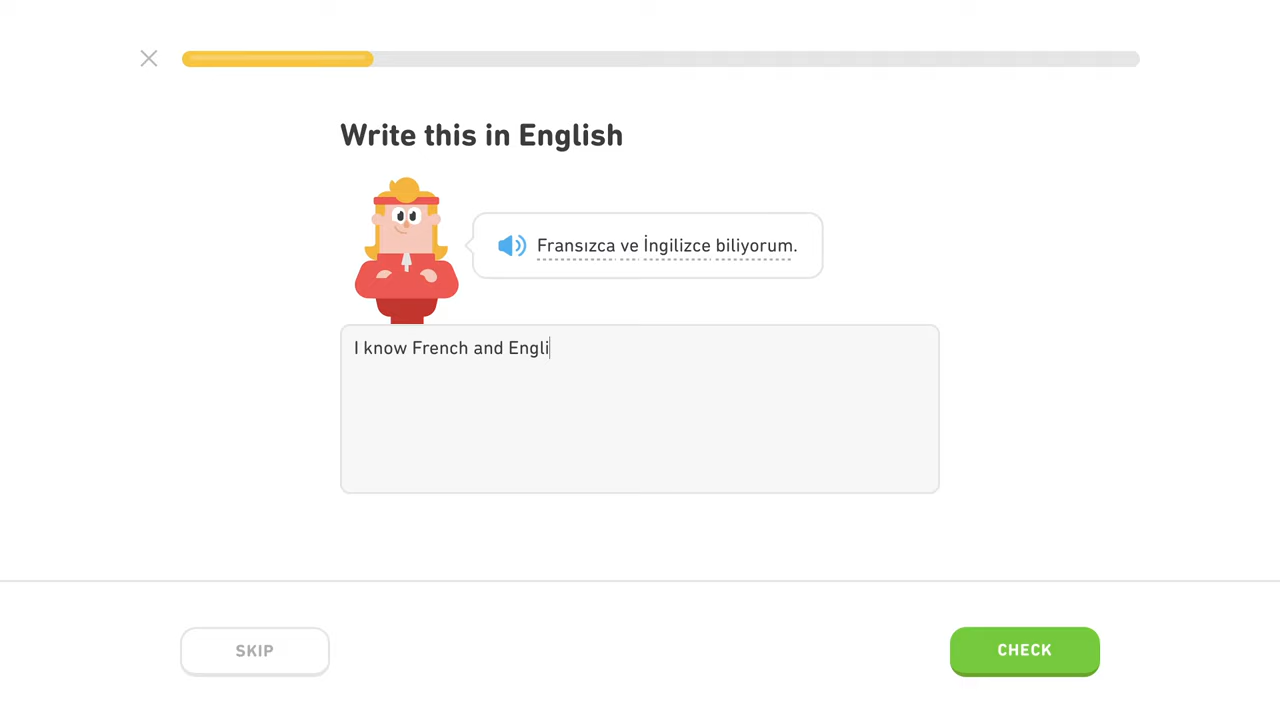 Write this in English
Fransızca ve İngilizce biliyorum.
I know French and Engli
SKIP
CHECK